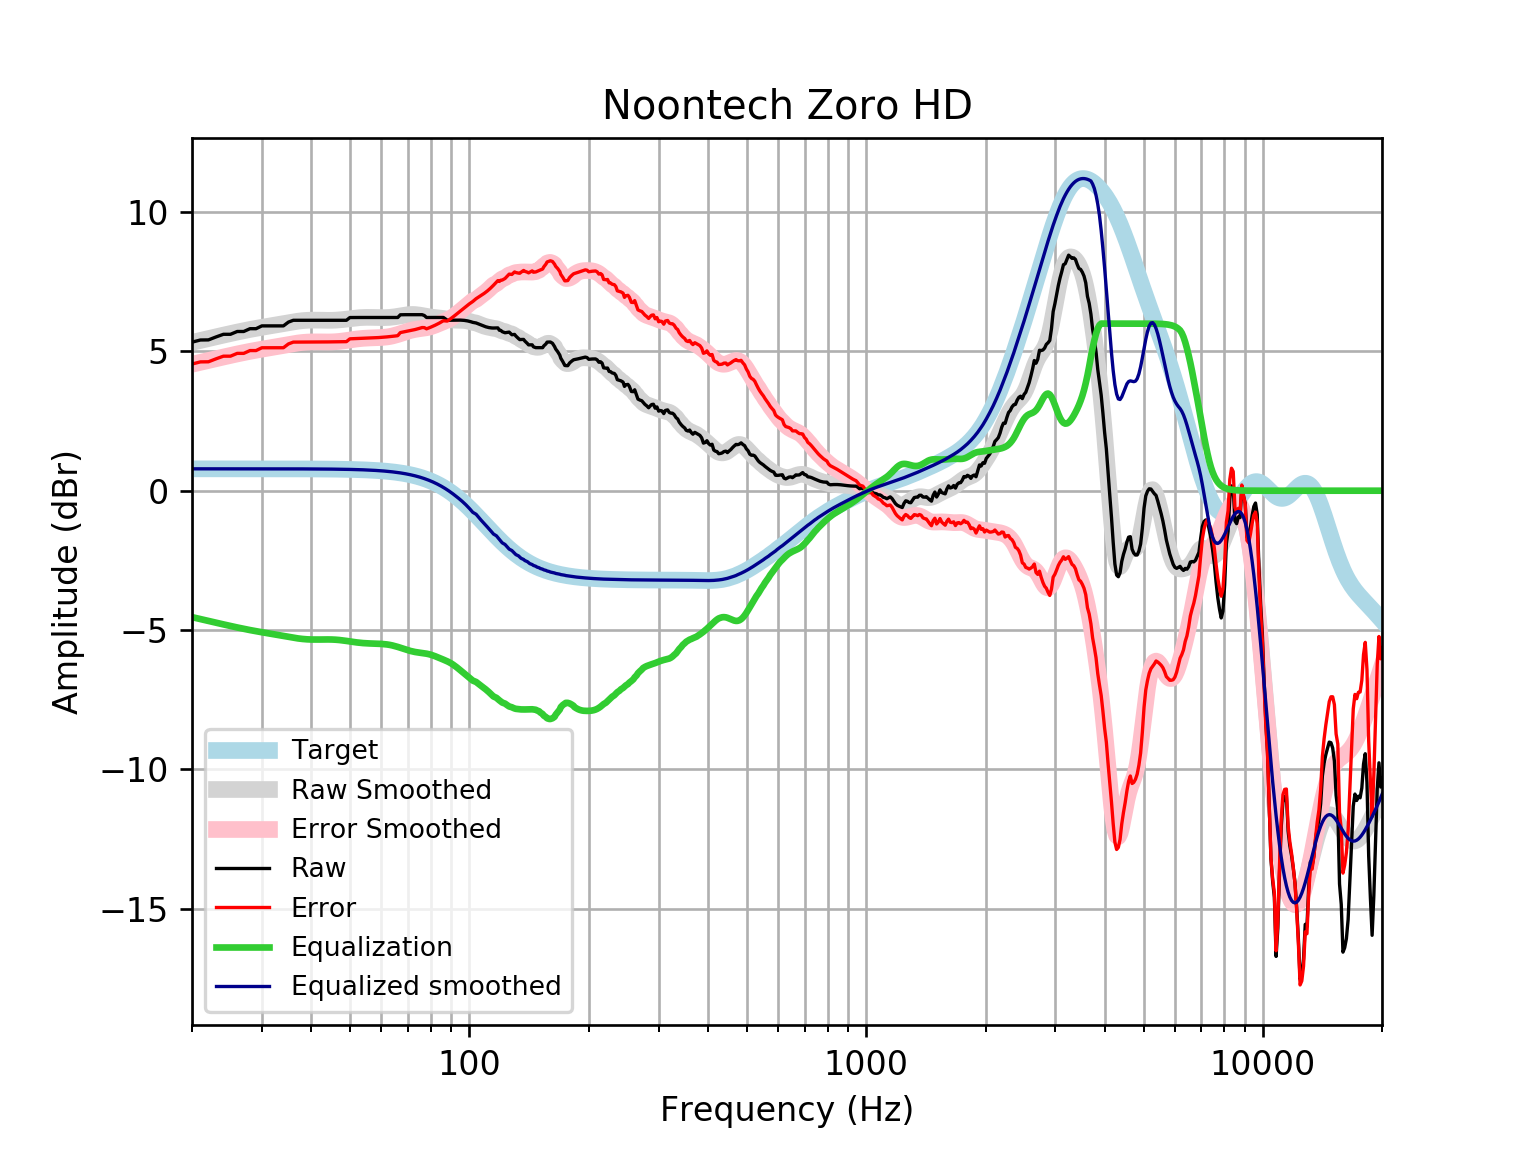 Noontech Zoro HD
Amplitude (dBr)
10
5
0
−5
−10
−15
Target
Raw Smoothed
Error Smoothed
Raw
Error
Equalization
Equalized smoothed
100
1000
10000
Frequency (Hz)